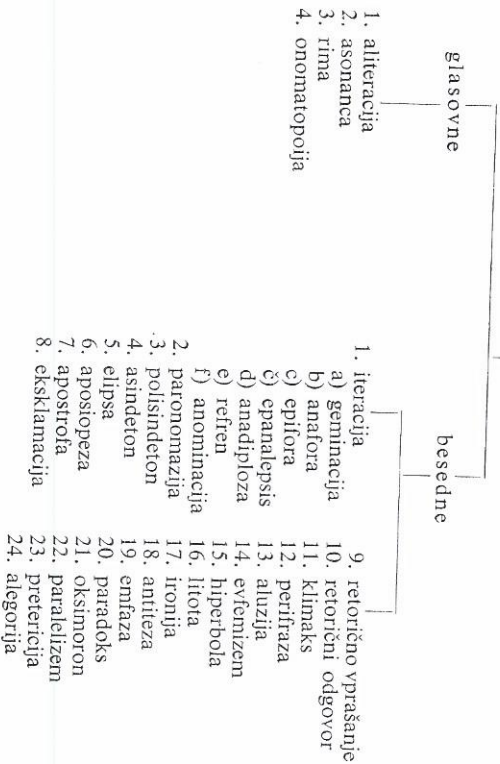 glasovne
1. aliteracija
2. asonanca
3. rima
4. onomatopoija
besedne
1. iteracija
a) geminacija
b) anafora
c) epifora
č) epanalepsis
d) anadiploza
e) refren
f) anominacija
2. paronomazija
3. polisindeton
4. asindeton
5. elipsa
6. aposiopeza
7. apostrofa
8. eksklamacija
9. retorično vprašanje
10. retorični odgovor
11. klimaks
12. perifraza
13. aluzija
14. evfemizem
15. hiperbola
16. litota
17. ironija
18. antiteza
19. emfaza
20. paradoks
21. oksimoron
22. paralelizem
23. pretericija
24. alegorija